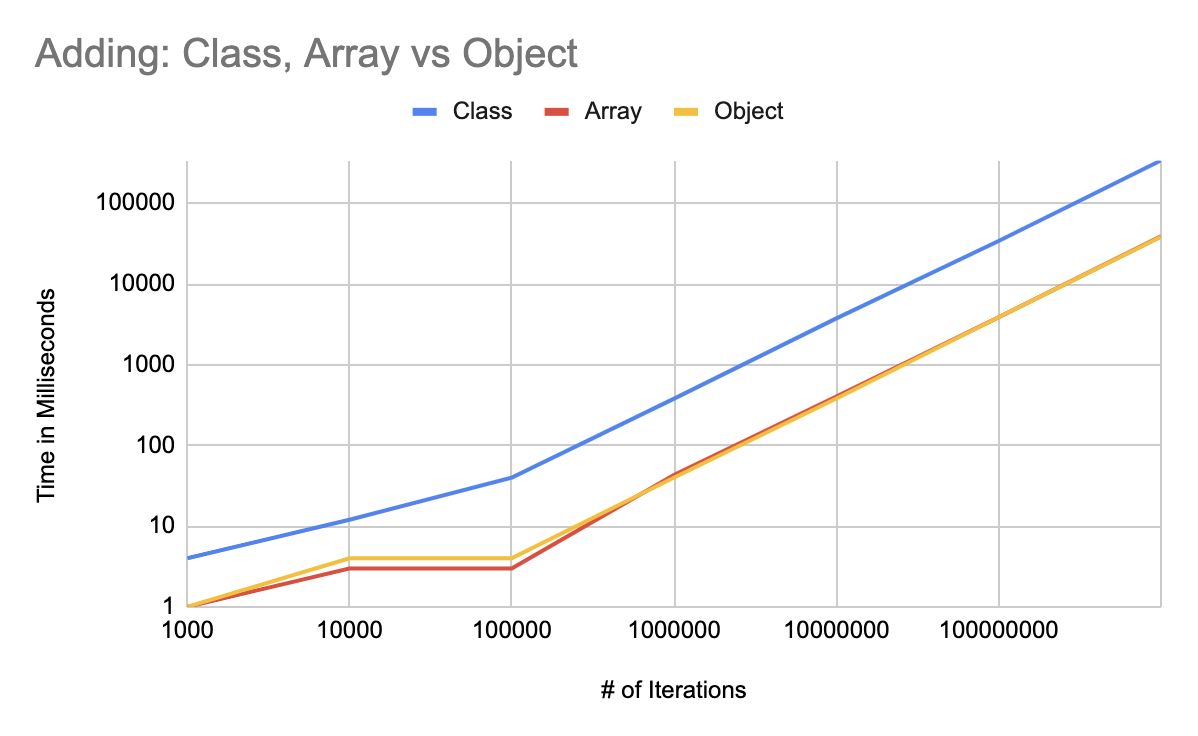 Adding: Class, Array vs Object
Class Array Object
100000
10000
1000
100
10
1
Time in Milliseconds
1000 10000 100000 1000000 10000000 100000000
# of Iterations